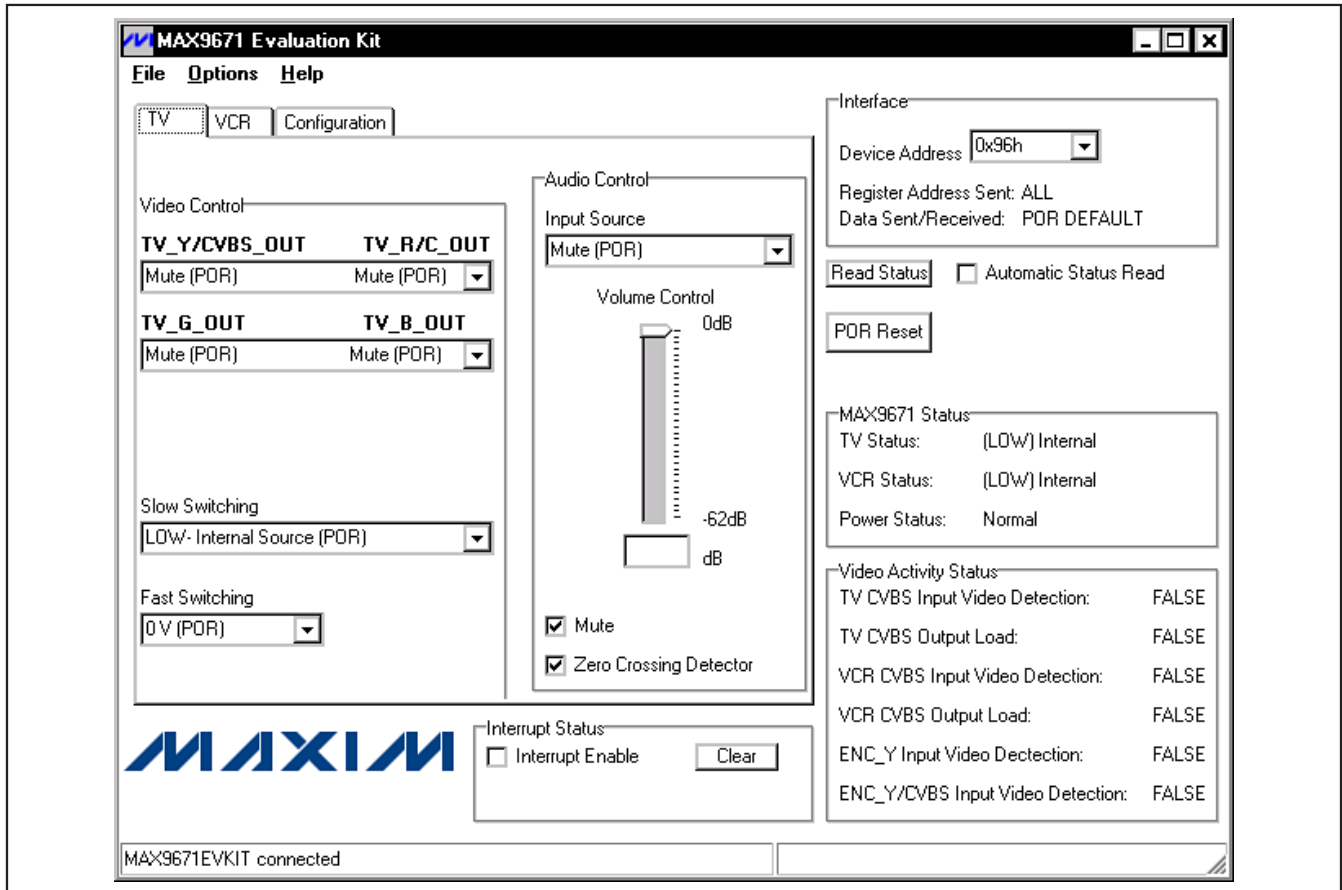 MAX9671 Evaluation Kit
File Options Help
TV VCR Configuration
Video Control
TV_Y/CVBS_OUT TV_R/C_OUT
Mute (POR) Mute (POR)
TV_G_OUT TV_B_OUT
Mute (POR) Mute (POR)
Slow Switching
LOW- Internal Source (POR)
Fast Switching
0 V (POR)
Audio Control
Input Source
Mute (POR)
Volume Control
0dB
-62dB
dB
Mute
Zero Crossing Detector
Interface
Device Address 0x96h
Register Address Sent: ALL
Data Sent/Received: POR DEFAULT
Read Status Automatic Status Read
POR Reset
MAX9671 Status
TV Status: (LOW) Internal
VCR Status: (LOW) Internal
Power Status: Normal
Video Activity Status
TV CVBS Input Video Detection: FALSE
TV CVBS Output Load: FALSE
VCR CVBS Input Video Detection: FALSE
VCR CVBS Output Load: FALSE
ENC_Y Input Video Dectection: FALSE
ENC_Y/CVBS Input Video Detection: FALSE
MAXIM
Interrupt Status
Interrupt Enable Clear
MAX9671EVKIT connected